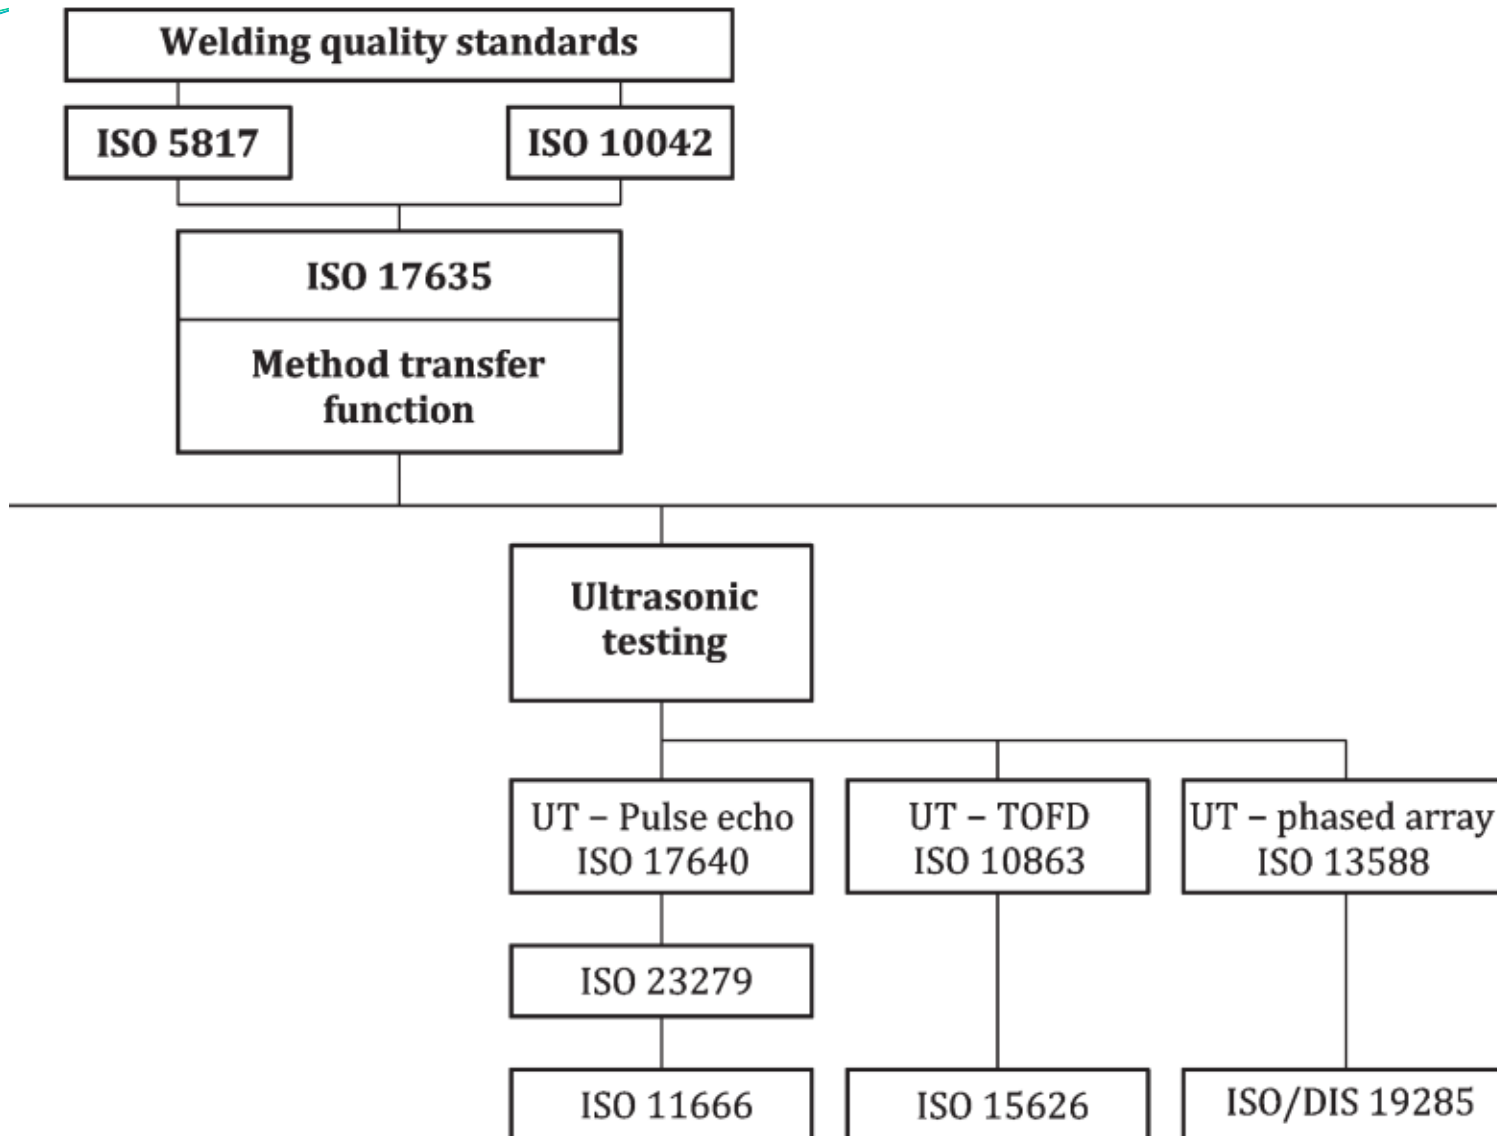 Welding quality standards
ISO 5817
ISO 10042
ISO 17635
Method transfer
function
Ultrasonic
testing
UT – Pulse echo
ISO 17640
UT – TOFD
ISO 10863
UT – phased array
ISO 13588
ISO 23279
ISO 11666
ISO 15626
ISO/DIS 19285